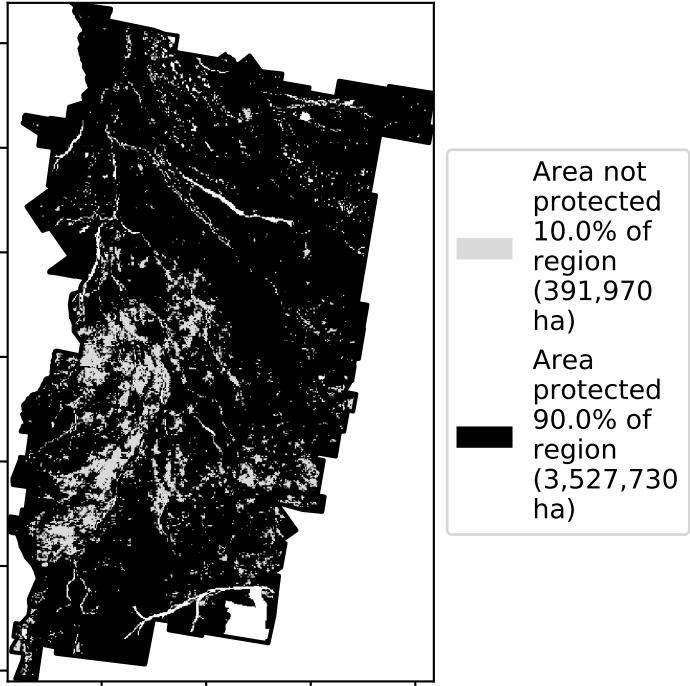 Area not
protected
10.0% of
region
(391,970
ha)
Area
protected
90.0% of
region
(3,527,730
ha)